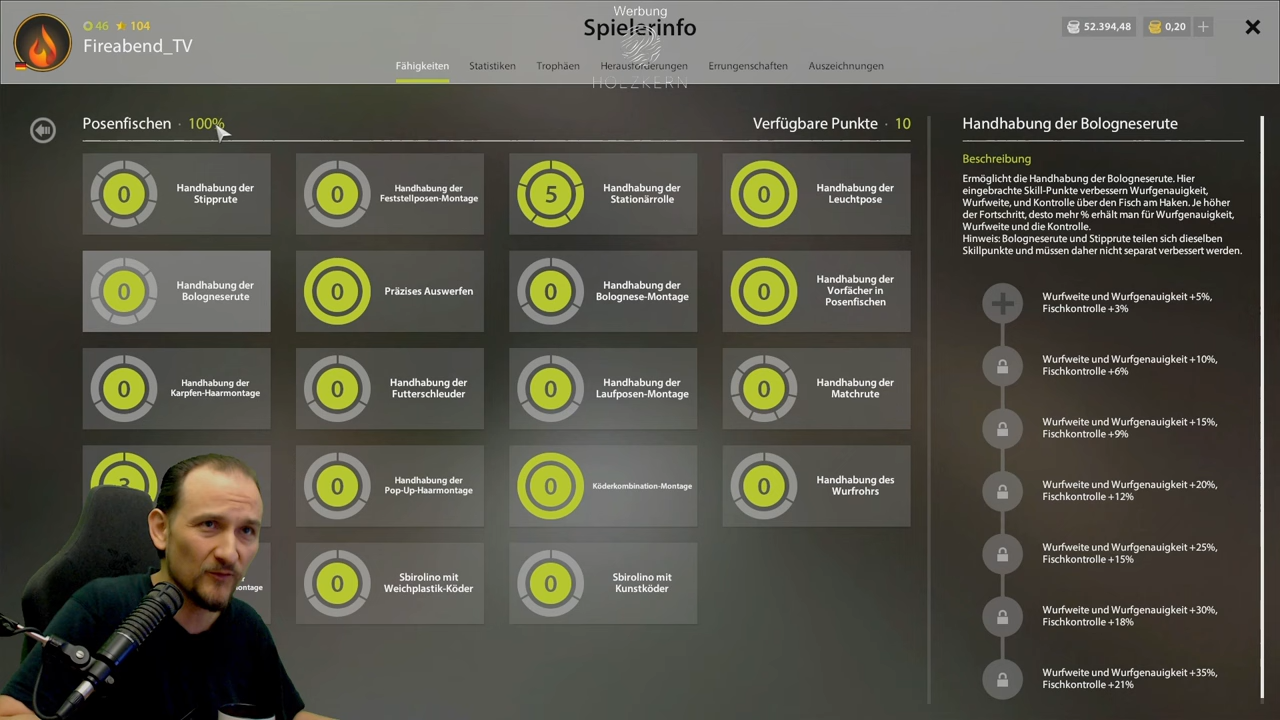 Werbung
46 104
Fireabend_TV
Spielerinfo
52.394,48
0,20
HOLZKERN
Fähigkeiten
Statistiken
Trophäen
Herausforderungen
Errungenschaften
Auszeichnungen
Posenfischen · 100%
Verfügbare Punkte · 10
0
Handhabung der
Stipprute
0
Handhabung der
Feststellposen-Montage
5
Handhabung der
Stationärrolle
0
Handhabung der
Leuchtpose
0
Handhabung der
Bologneserute
0
Präzises Auswerfen
0
Handhabung der
Bolognese-Montage
0
Handhabung der
Vorfächer in
Posenfischen
0
Handhabung der
Karpfen-Haarmontage
0
Handhabung der
Futterschleuder
0
Handhabung der
Laufposen-Montage
0
Handhabung der
Matchrute
0
Handhabung der
Pop-Up-Haarmontage
0
Köderkombination-Montage
0
Handhabung des
Wurfrohrs
0
Sbirolino mit
Weichplastik-Köder
0
Sbirolino mit
Kunstköder
Handhabung der Bologneserute
Beschreibung
Ermöglicht die Handhabung der Bologneserute. Hier
eingebrachte Skill-Punkte verbessern Wurfgenauigkeit,
Wurfweite, und Kontrolle über den Fisch am Haken. Je höher
der Fortschritt, desto mehr % erhält man für Wurfgenauigkeit,
Wurfweite und die Kontrolle.
Hinweis: Bologneserute und Stipprute teilen sich dieselben
Skillpunkte und müssen daher nicht separat verbessert werden.
Wurfweite und Wurfgenauigkeit +5%,
Fischkontrolle +3%
Wurfweite und Wurfgenauigkeit +10%,
Fischkontrolle +6%
Wurfweite und Wurfgenauigkeit +15%,
Fischkontrolle +9%
Wurfweite und Wurfgenauigkeit +20%,
Fischkontrolle +12%
Wurfweite und Wurfgenauigkeit +25%,
Fischkontrolle +15%
Wurfweite und Wurfgenauigkeit +30%,
Fischkontrolle +18%
Wurfweite und Wurfgenauigkeit +35%,
Fischkontrolle +21%